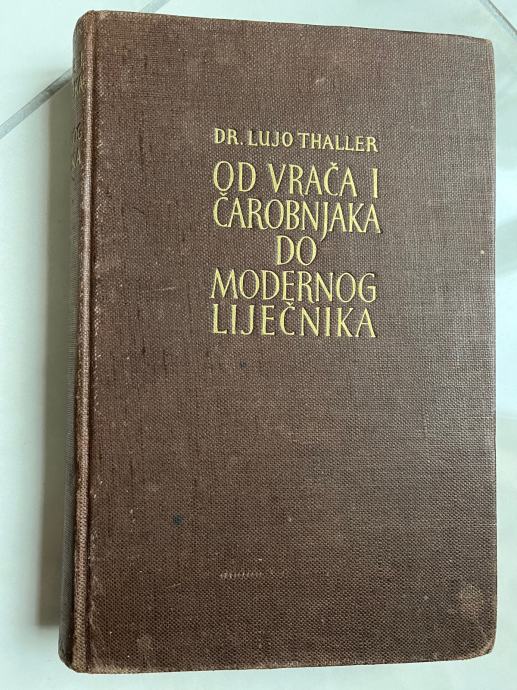 DR. LUJO THALLER
OD VRAČA I
ČAROBNJAKA
DO
MODERNOG
LIJEČNIKA